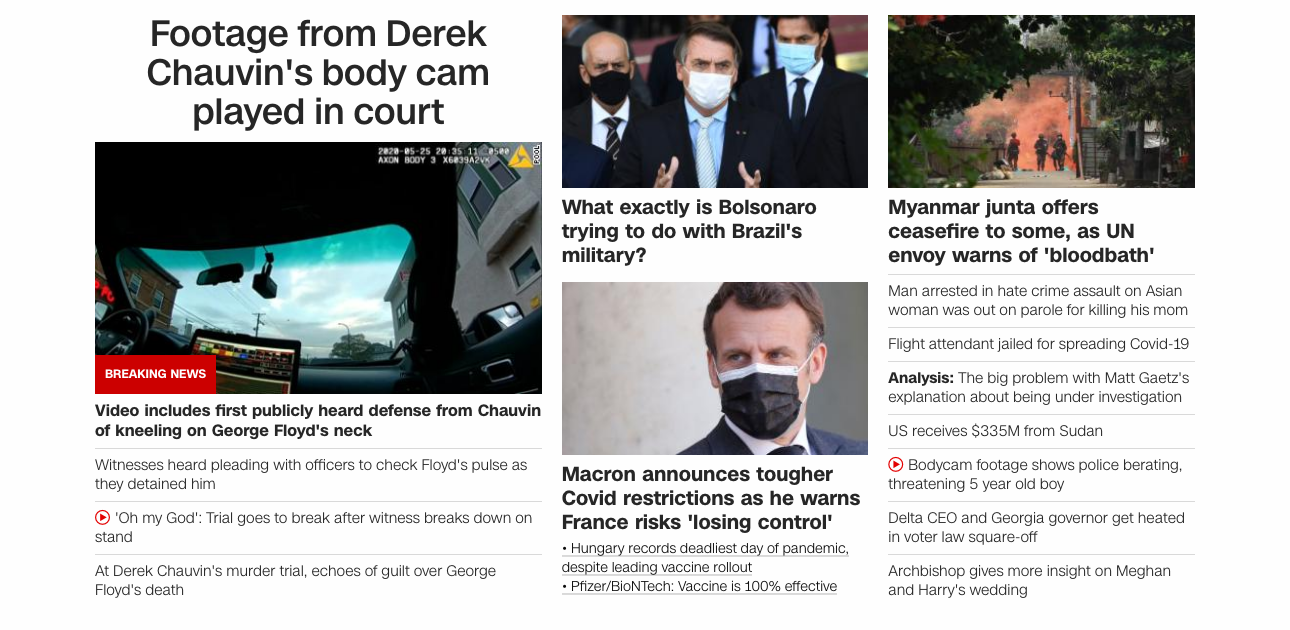 Footage from Derek
Chauvin's body cam
played in court
2020-05-25 20:35:11 -0500
AXON BODY 3 X6039A2VK
POOL
BREAKING NEWS
Video includes first publicly heard defense from Chauvin
of kneeling on George Floyd's neck
Witnesses heard pleading with officers to check Floyd's pulse as
they detained him
'Oh my God': Trial goes to break after witness breaks down on
stand
At Derek Chauvin's murder trial, echoes of guilt over George
Floyd's death
What exactly is Bolsonaro
trying to do with Brazil's
military?
Macron announces tougher
Covid restrictions as he warns
France risks 'losing control'
• Hungary records deadliest day of pandemic,
despite leading vaccine rollout
• Pfizer/BioNTech: Vaccine is 100% effective
Myanmar junta offers
ceasefire to some, as UN
envoy warns of 'bloodbath'
Man arrested in hate crime assault on Asian
woman was out on parole for killing his mom
Flight attendant jailed for spreading Covid-19
Analysis: The big problem with Matt Gaetz's
explanation about being under investigation
US receives $335M from Sudan
Bodycam footage shows police berating,
threatening 5 year old boy
Delta CEO and Georgia governor get heated
in voter law square-off
Archbishop gives more insight on Meghan
and Harry's wedding